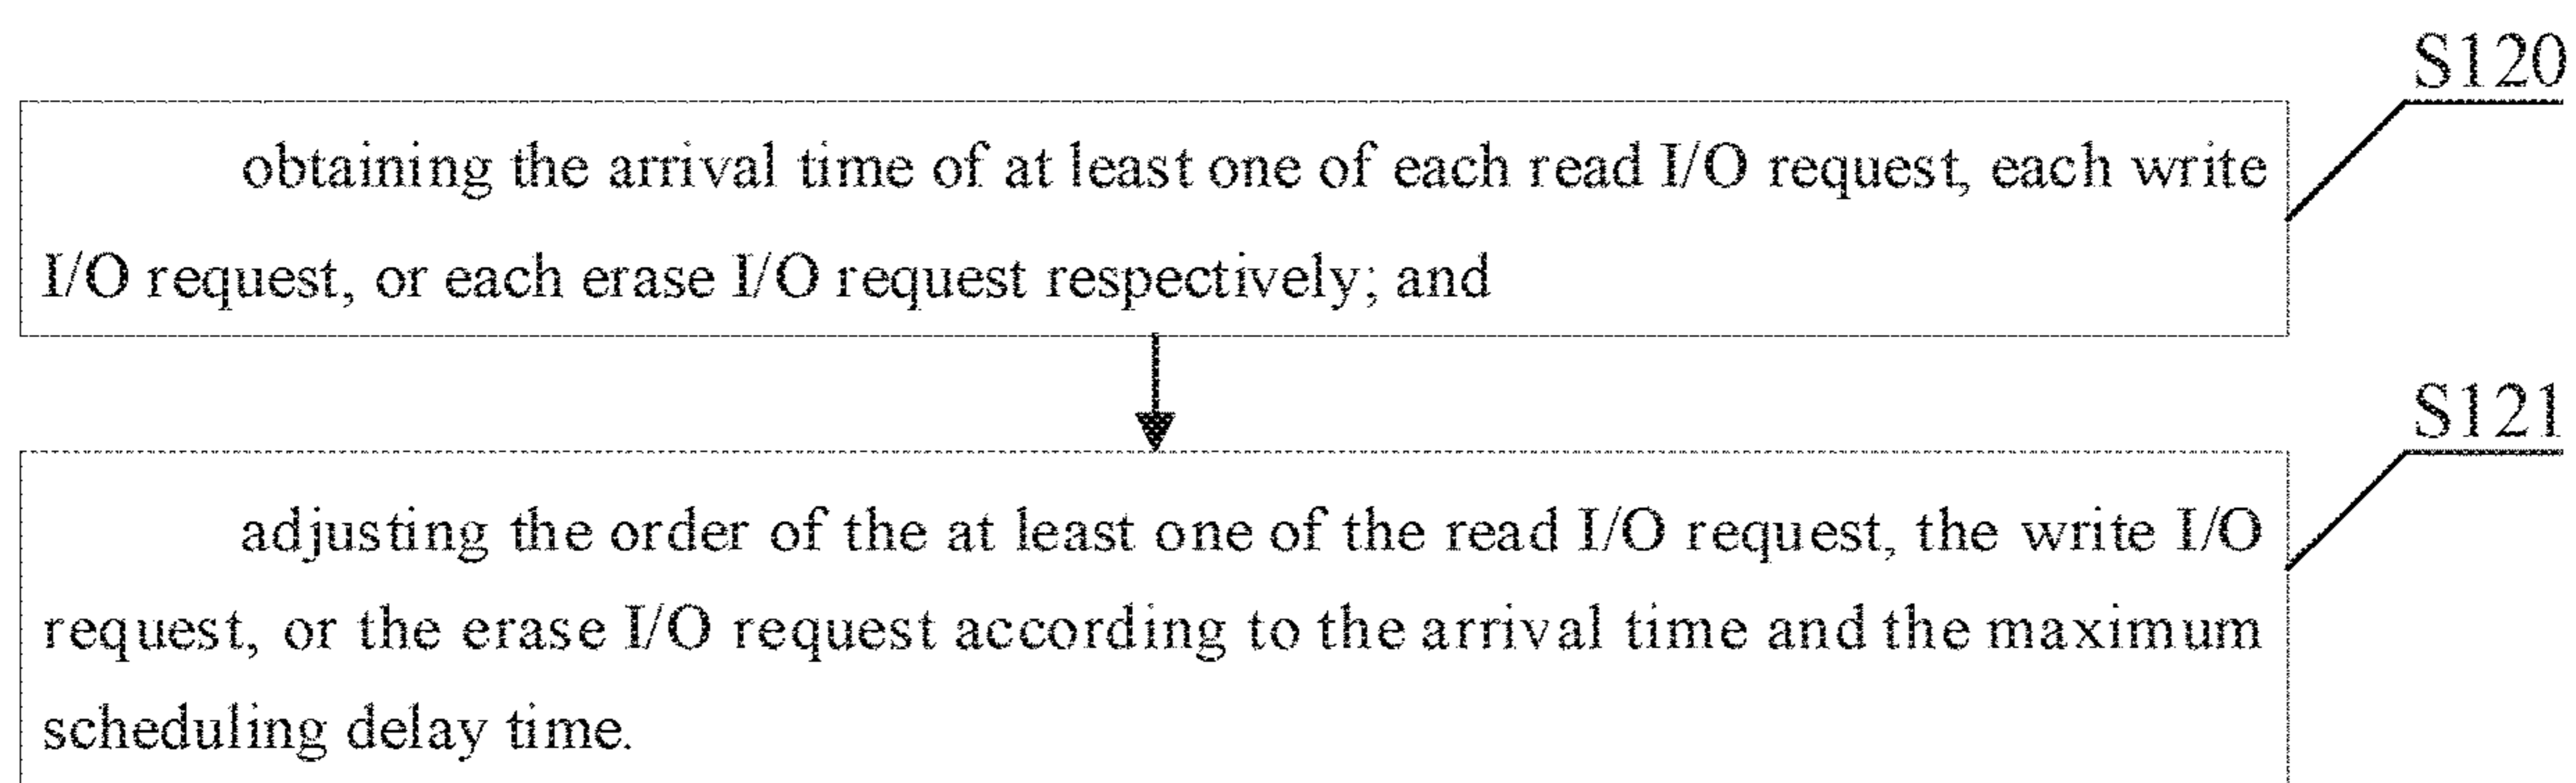 S120
obtaining the arrival time of at least one of each read I/O request, each write
I/O request, or each erase I/O request respectively; and
S121
adjusting the order of the at least one of the read I/O request, the write I/O
request, or the erase I/O request according to the arrival time and the maximum
scheduling delay time.